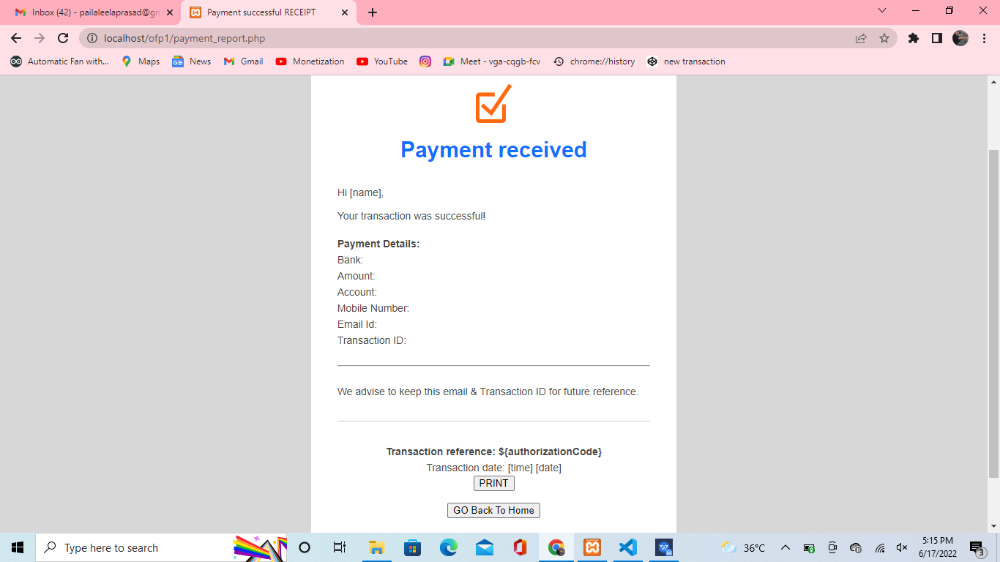 Inbox (42) - pailaleelaprasad@gm
Payment successful RECEIPT
localhost/ofp1/payment_report.php
Automatic Fan with...
Maps
News
Gmail
Monetization
YouTube
Meet - vga-cqgb-fcv
chrome://history
new transaction
Payment received
Hi [name],
Your transaction was successful!
Payment Details:
Bank:
Amount:
Account:
Mobile Number:
Email Id:
Transaction ID:
We advise to keep this email & Transaction ID for future reference.
Transaction reference: ${authorizationCode}
Transaction date: [time] [date]
PRINT
GO Back To Home
Type here to search
36°C
5:15 PM
6/17/2022
3